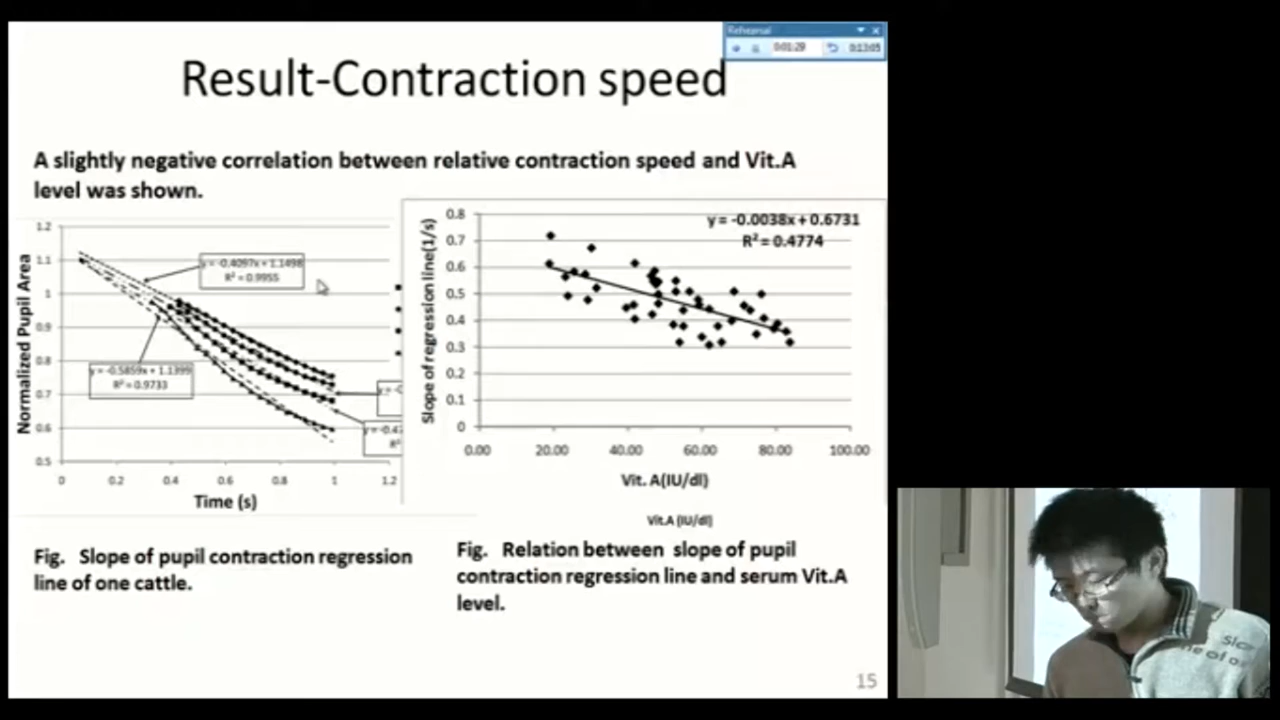 Rehearsal
0:01:29
0:13:05
Result-Contraction speed
A slightly negative correlation between relative contraction speed and Vit.A
level was shown.
1.2
1
0.9
0.8
0.7
0.6
0.5
0
0.2
0.4
0.6
0.8
1
1.2
Normalized Pupil Area
Time (s)
y = -0.4097x + 1.1498
R² = 0.9955
y = -0.5859x + 1.1399
R² = 0.9733
0.8
0.7
0.6
0.5
0.4
0.3
0.2
0.1
0
0.00
20.00
40.00
60.00
80.00
100.00
Slope of regression line(1/s)
Vit. A(IU/dl)
y = -0.0038x + 0.6731
R² = 0.4774
Vit.A (IU/dl)
Fig. Slope of pupil contraction regression
line of one cattle.
Fig. Relation between slope of pupil
contraction regression line and serum Vit.A
level.
15